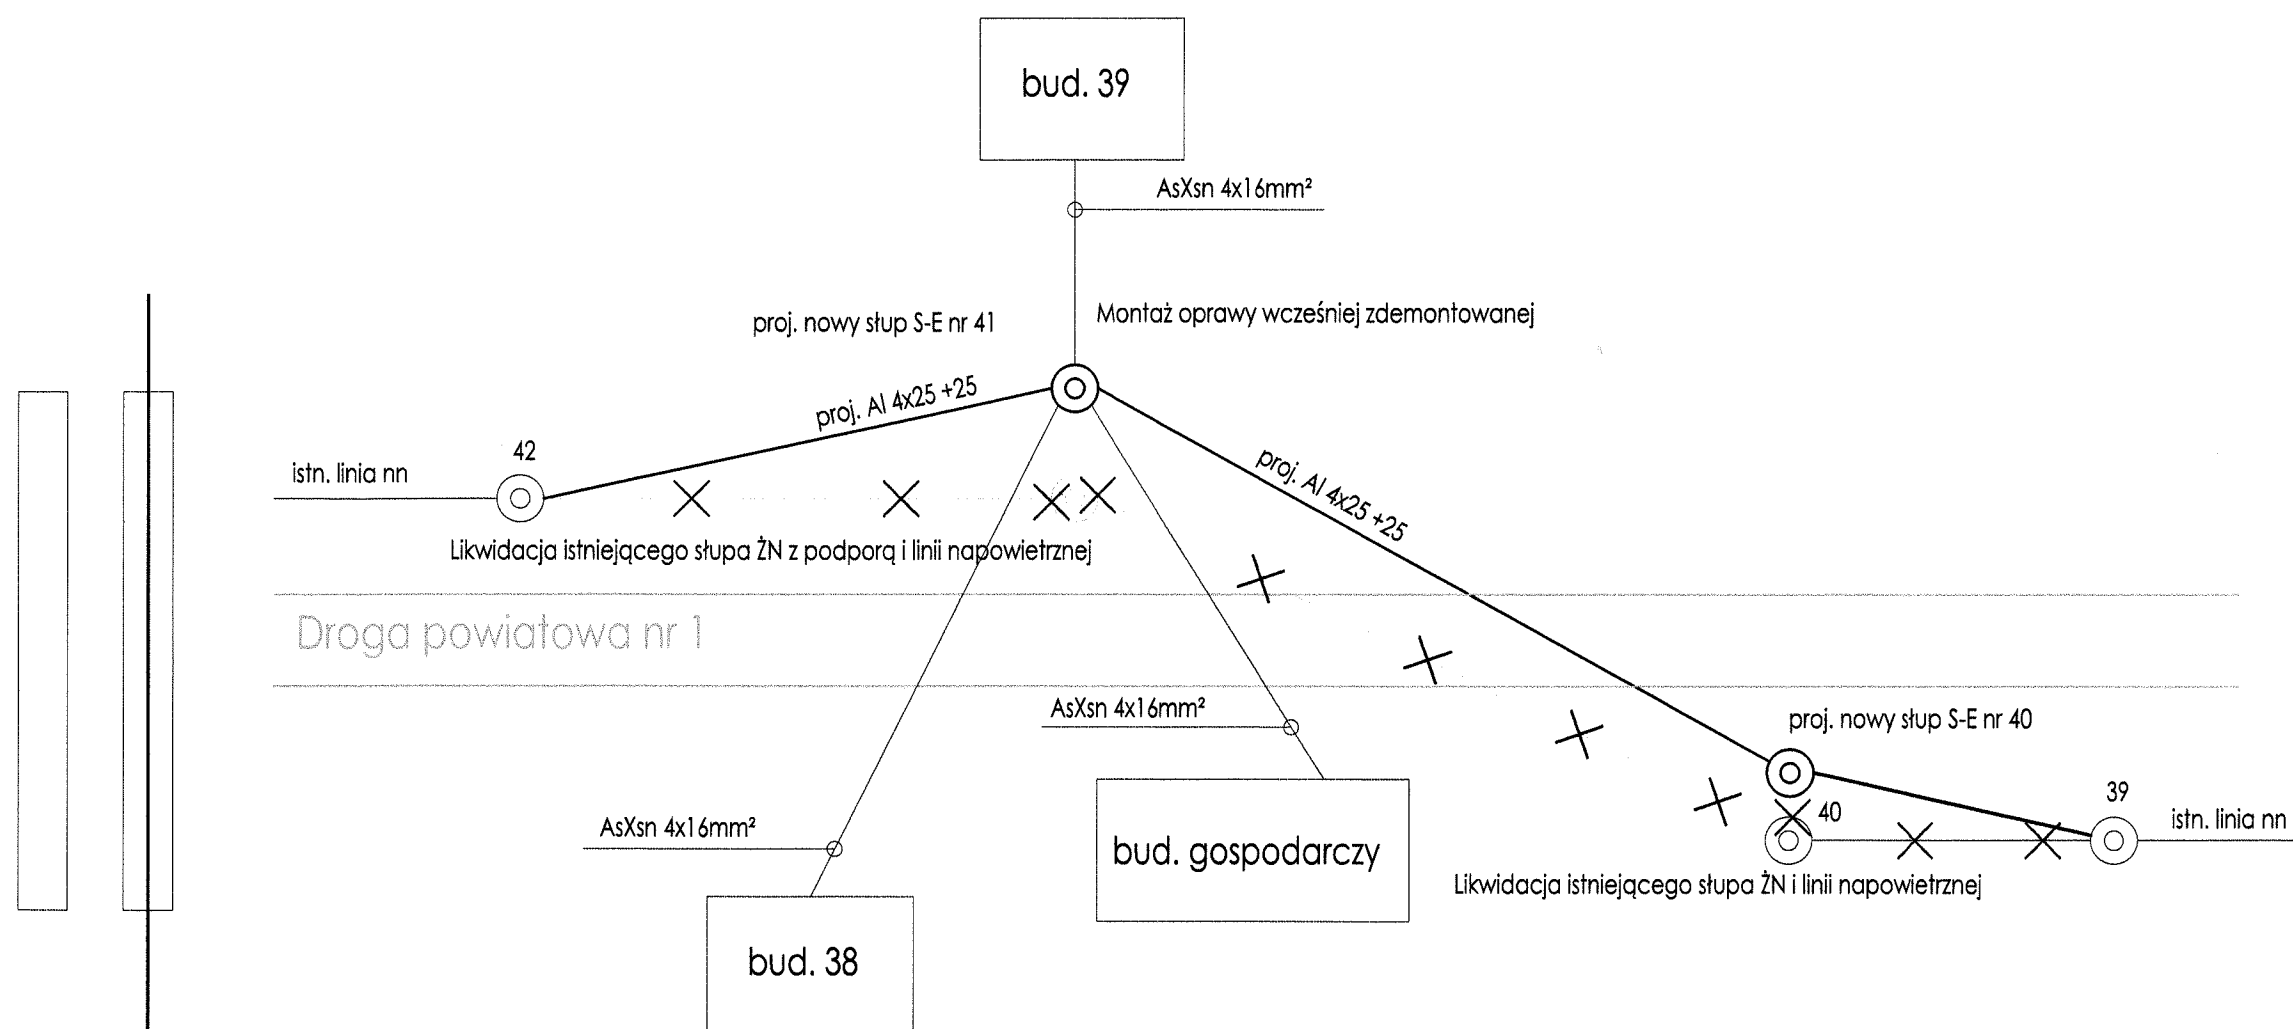 bud. 39
AsXsn 4x16mm²
Montaż oprawy wcześniej zdemontowanej
proj. nowy słup S-E nr 41
proj. Al 4x25 +25
42
istn. linia nn
proj. Al 4x25 +25
Likwidacja istniejącego słupa ŻN z podporą i linii napowietrznej
Droga powiatowa nr 1
AsXsn 4x16mm²
proj. nowy słup S-E nr 40
39
40
istn. linia nn
AsXsn 4x16mm²
bud. gospodarczy
Likwidacja istniejącego słupa ŻN i linii napowietrznej
bud. 38